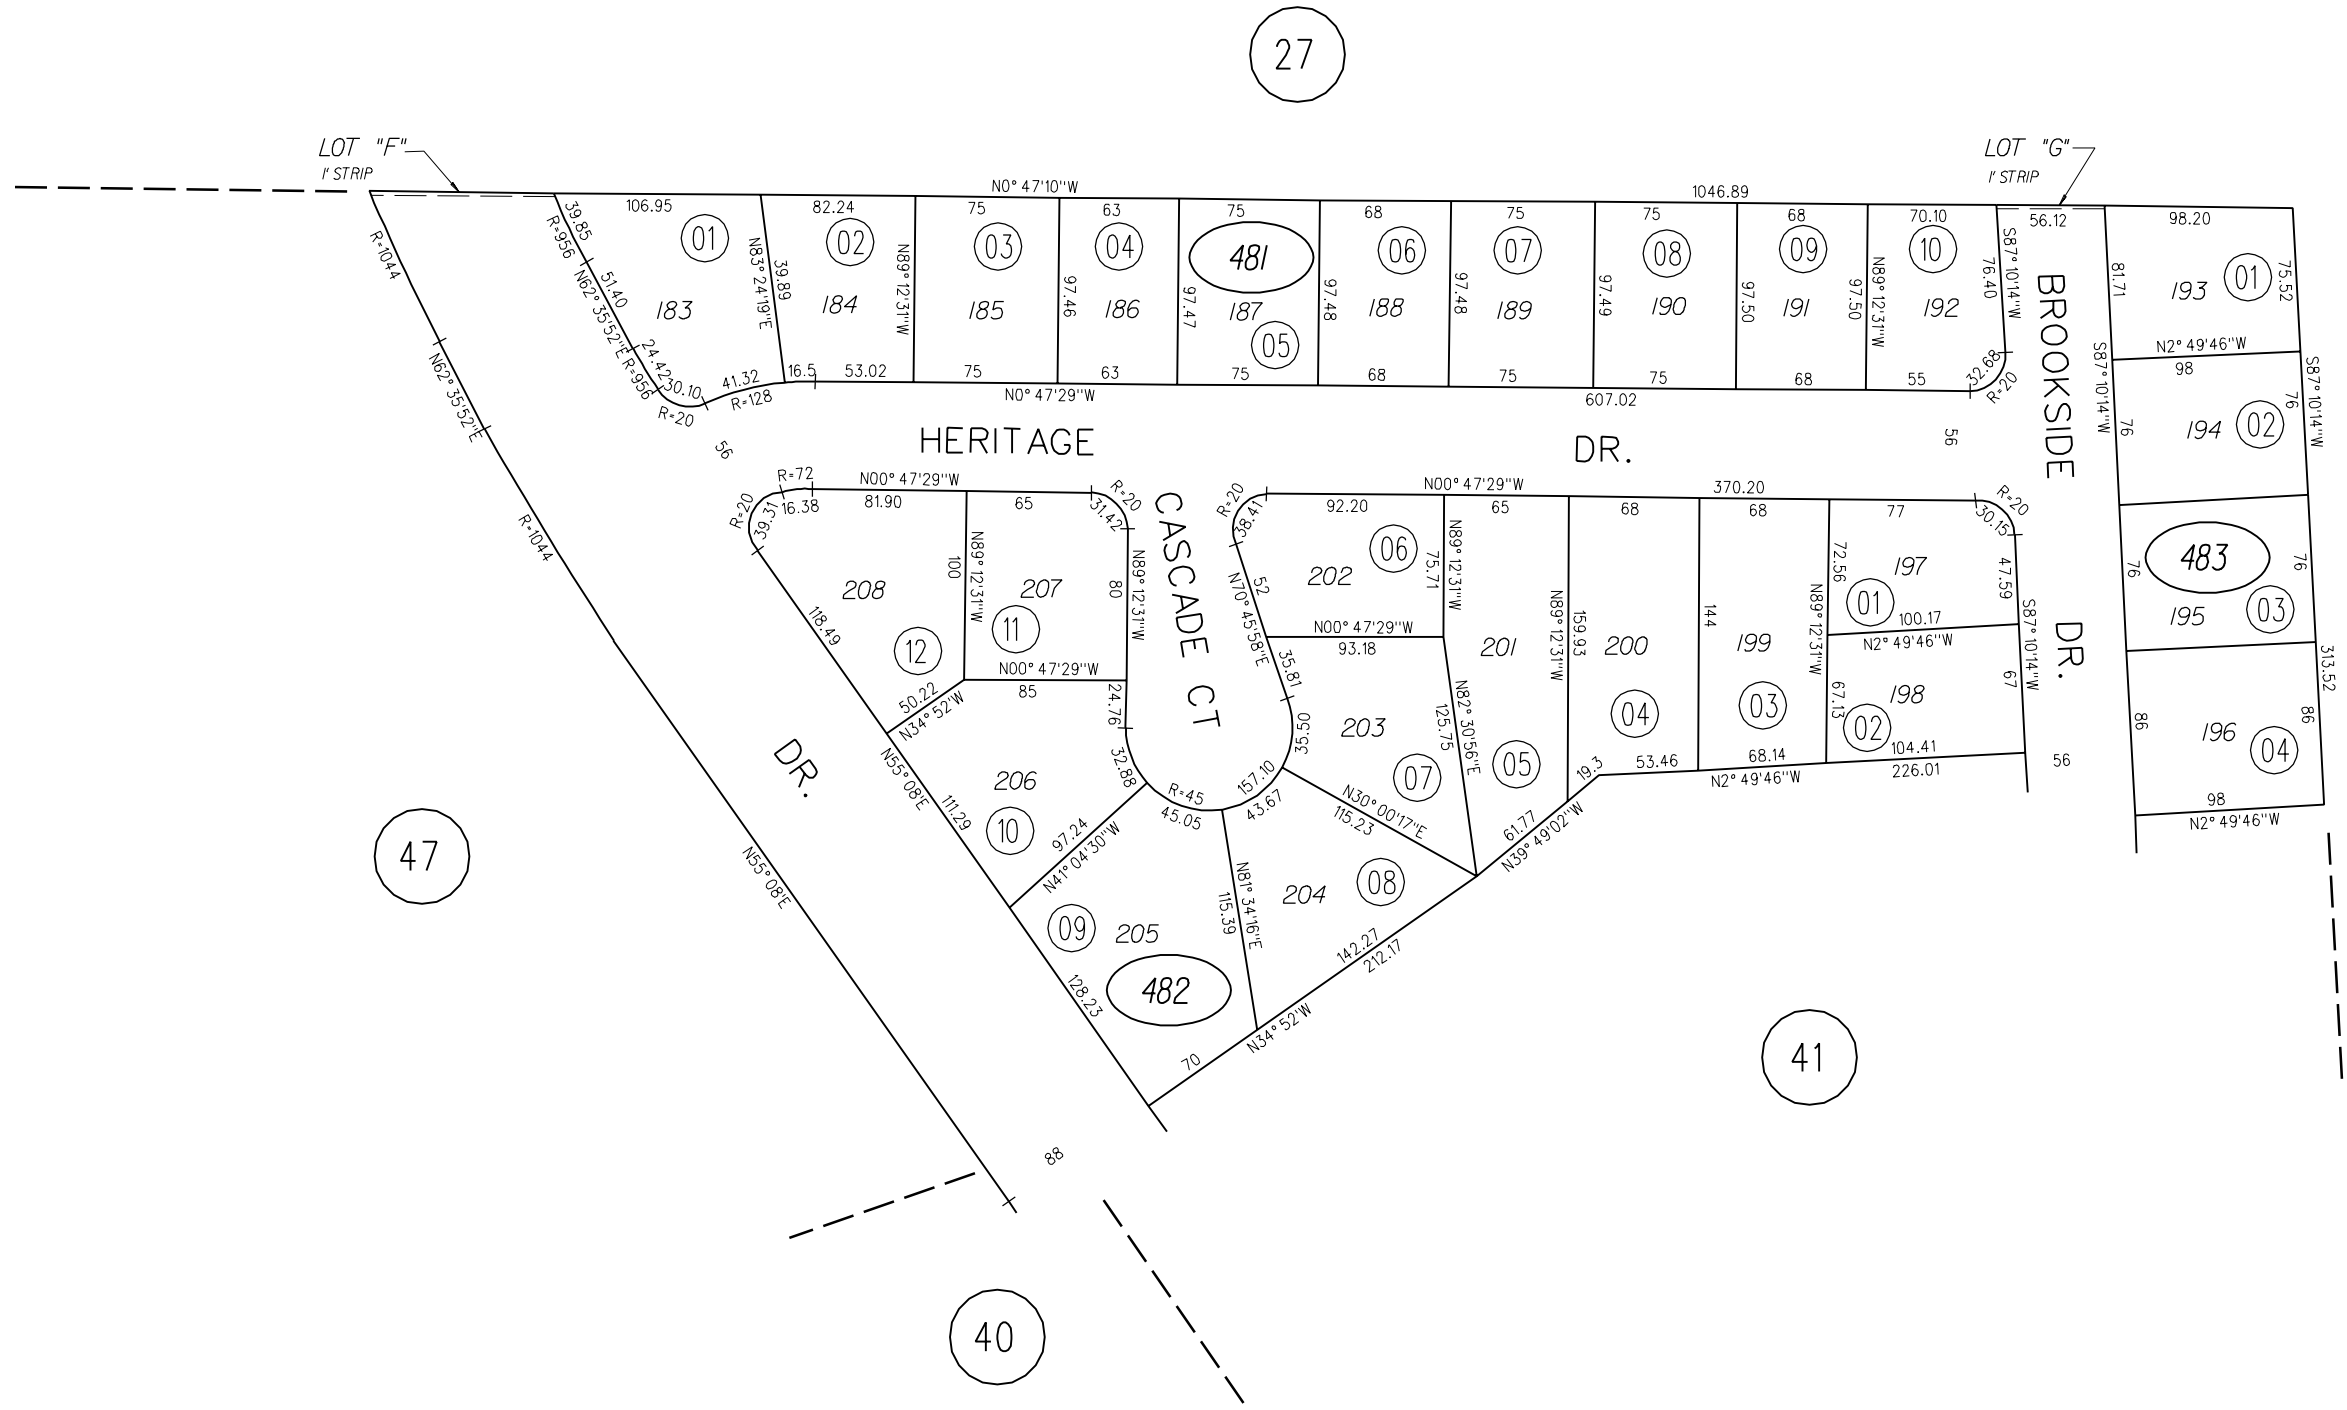 27
LOT "F"
1' STRIP
LOT "G"
1' STRIP
N0° 47'10"W
1046.89
106.95
82.24
75
63
75
68
75
75
68
70.10
56.12
98.20
R=1044
39.85
R=956
51.40
N62° 35'52"E
24.42
R=956
30.10
R=20
41.32
R=128
16.5
01
183
N83° 24'19"E
39.89
02
184
N89° 12'31"W
03
185
97.46
04
186
97.47
481
187
05
97.48
06
188
97.48
07
189
97.49
08
190
97.50
09
191
97.50
N89° 12'31"W
10
192
S87° 10'14"W
76.40
32.68
R=20
53.02
75
63
75
68
75
75
68
55
N0° 47'29"W
607.02
N62° 35'52"E
56
HERITAGE
DR.
56
BROOKSIDE
DR.
81.71
193
01
75.52
N2° 49'46"W
98
S87° 10'14"W
S87° 10'14"W
76
194
02
76
76
483
195
03
76
313.52
86
196
04
86
98
N2° 49'46"W
56
R=1044
R=20
39.31
R=72
16.38
N00° 47'29"W
81.90
65
31.42
R=20
208
100
N89° 12'31"W
207
11
80
N89° 12'31"W
118.49
12
N00° 47'29"W
85
50.22
N34° 52'W
24.76
CASCADE CT
R=20
38.41
N00° 47'29"W
370.20
92.20
65
68
68
77
30.15
R=20
06
202
52
N70° 45'58"E
75.71
N89° 12'31"W
N00° 47'29"W
93.18
201
N89° 12'31"W
159.93
200
144
199
N89° 12'31"W
72.56
197
01
47.59
100.17
N2° 49'46"W
S87° 10'14"W
67
67.13
198
02
104.41
226.01
03
68.14
N2° 49'46"W
04
53.46
19.3
05
35.81
35.50
203
07
125.75
N82° 30'56"E
N30° 00'17"E
115.23
61.77
N39° 49'02"W
DR.
N55° 08'E
206
10
111.29
32.88
R=45
157.10
45.05
43.67
97.24
N41° 04'30"W
09
205
482
128.23
N81° 34'16"E
115.39
204
08
142.27
212.17
N34° 52'W
70
47
N55° 08'E
88
41
40